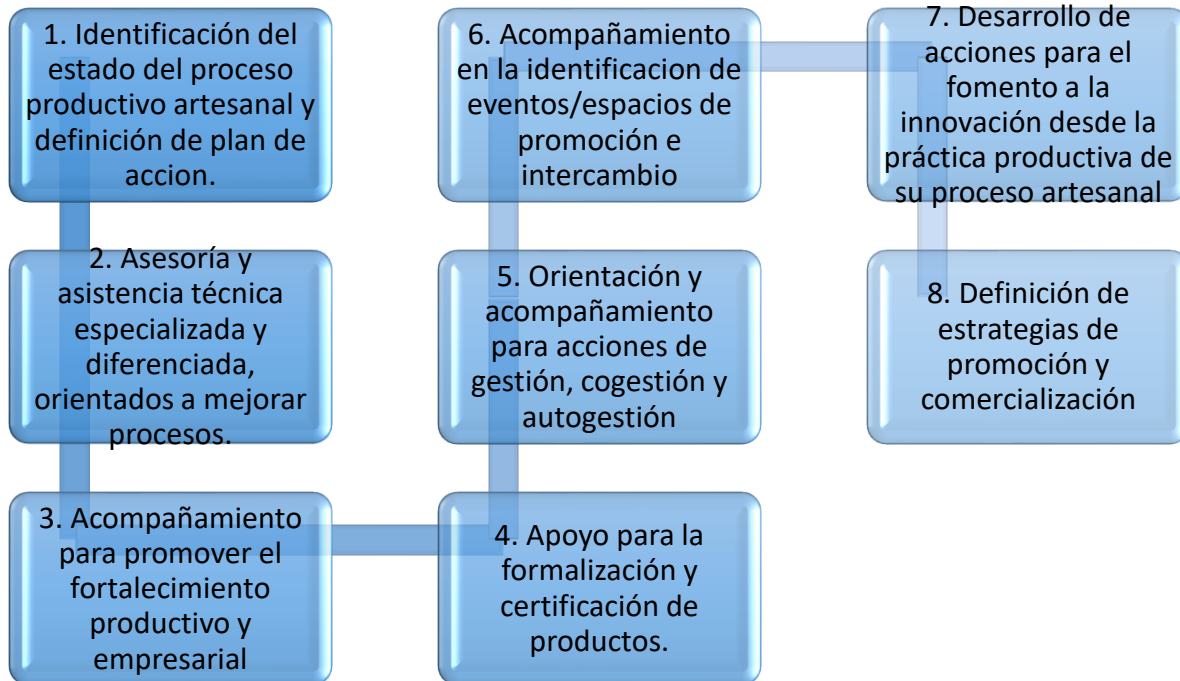 1. Identificación del
estado del proceso
productivo artesanal y
definición de plan de
accion.
2. Asesoría y
asistencia técnica
especializada y
diferenciada,
orientados a mejorar
procesos.
3. Acompañamiento
para promover el
fortalecimiento
productivo y
empresarial
4. Apoyo para la
formalización y
certificación de
productos.
5. Orientación y
acompañamiento
para acciones de
gestión, cogestión y
autogestión
6. Acompañamiento
en la identificacion de
eventos/espacios de
promoción e
intercambio
7. Desarrollo de
acciones para el
fomento a la
innovación desde la
práctica productiva de
su proceso artesanal
8. Definición de
estrategias de
promoción y
comercialización